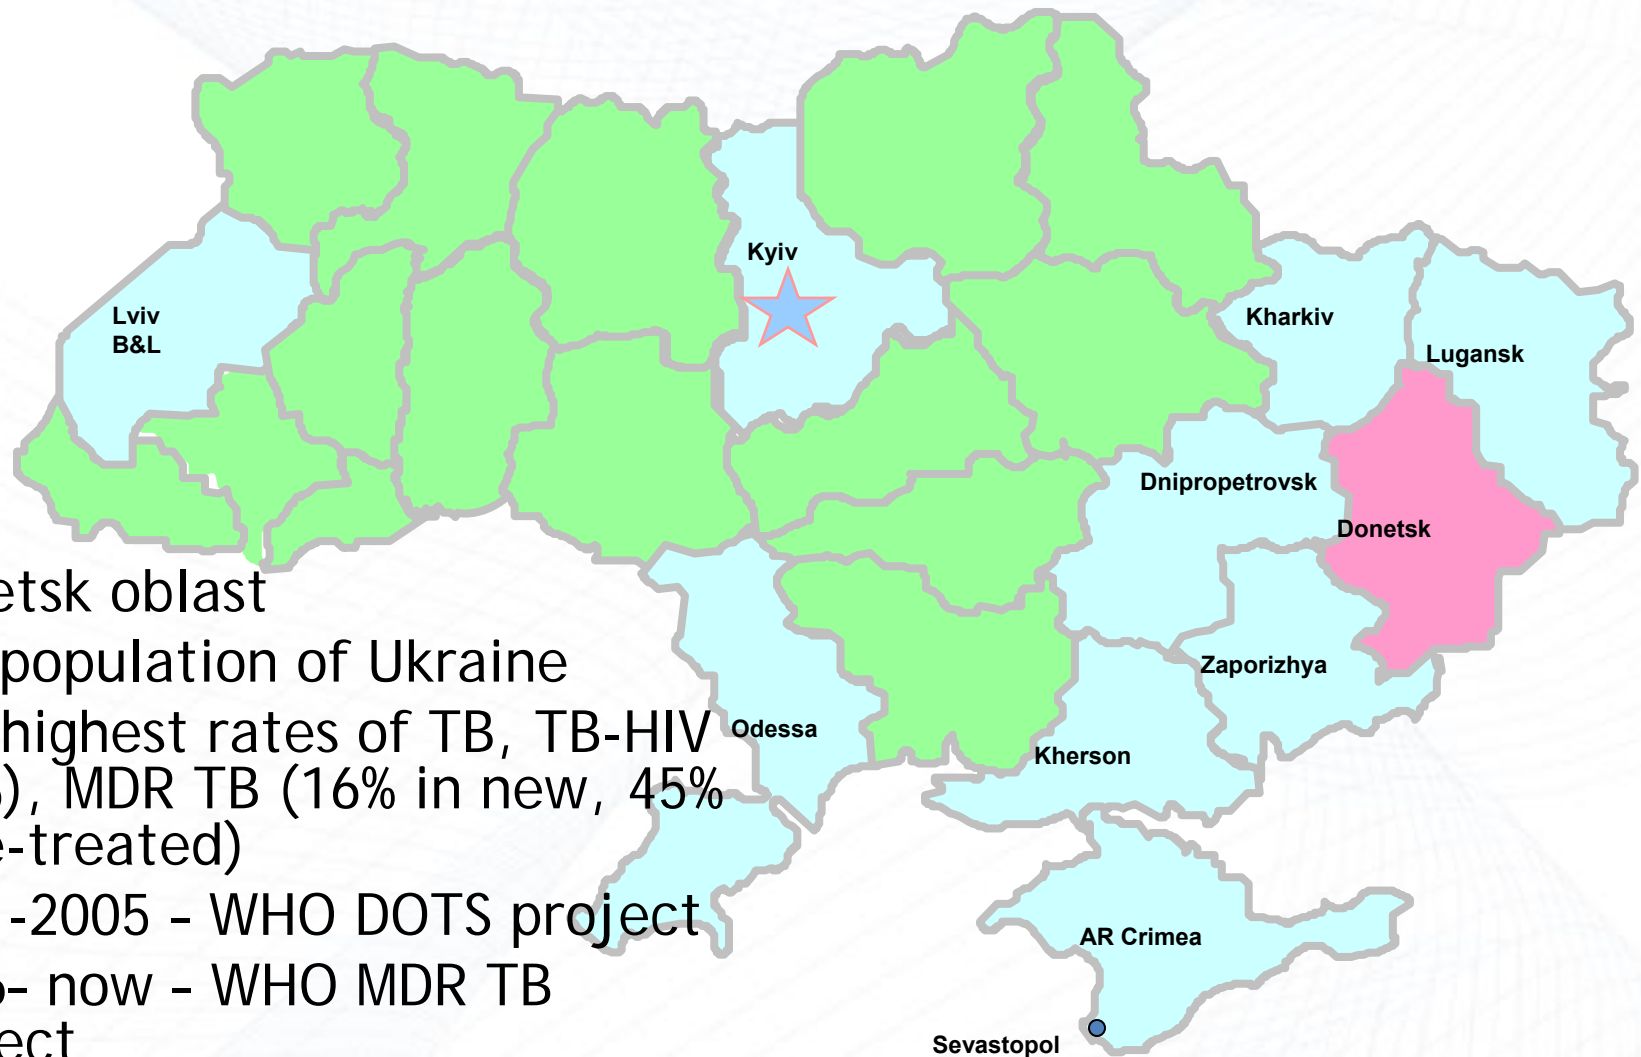 Kyiv
Lviv
B&L
Kharkiv
Lugansk
Dnipropetrovsk
Donetsk
Zaporizhya
Odessa
Kherson
AR Crimea
Sevastopol
etsk oblast
population of Ukraine
highest rates of TB, TB-HIV
), MDR TB (16% in new, 45%
e-treated)
-2005 – WHO DOTS project
- now – WHO MDR TB
ect